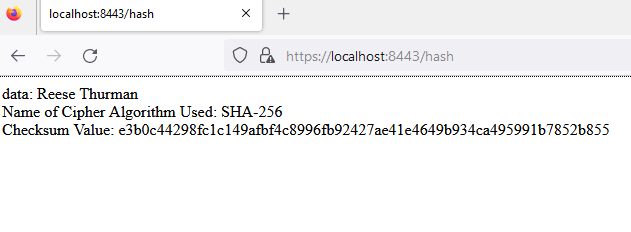 localhost:8443/hash
https://localhost:8443/hash
data: Reese Thurman
Name of Cipher Algorithm Used: SHA-256
Checksum Value: e3b0c44298fc1c149afbf4c8996fb92427ae41e4649b934ca495991b7852b855